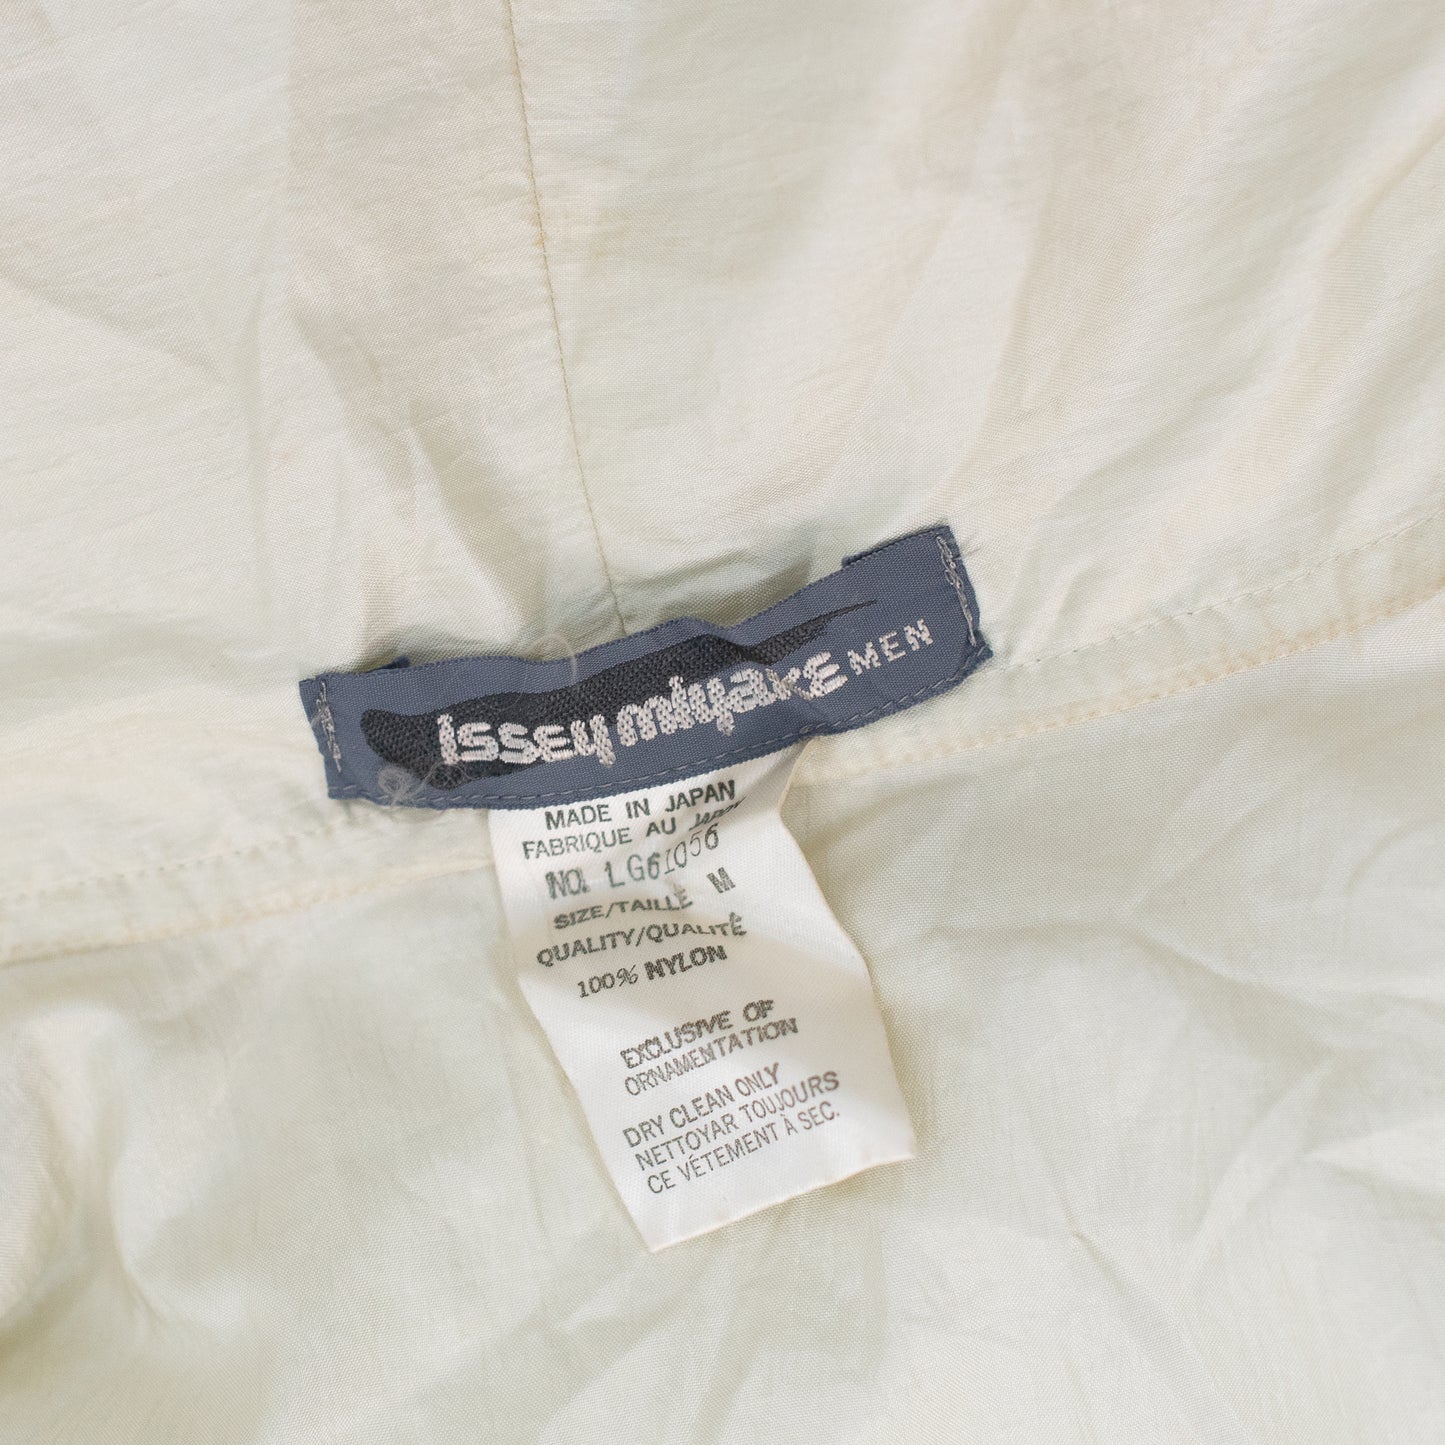 issey miyake MEN
MADE IN JAPAN
FABRIQUE AU JAPON
NO. LG61056
SIZE/TAILLE M
QUALITY/QUALITÉ
100% NYLON
EXCLUSIVE OF
ORNAMENTATION
DRY CLEAN ONLY
NETTOYAR TOUJOURS
CE VÉTEMENT À SEC.